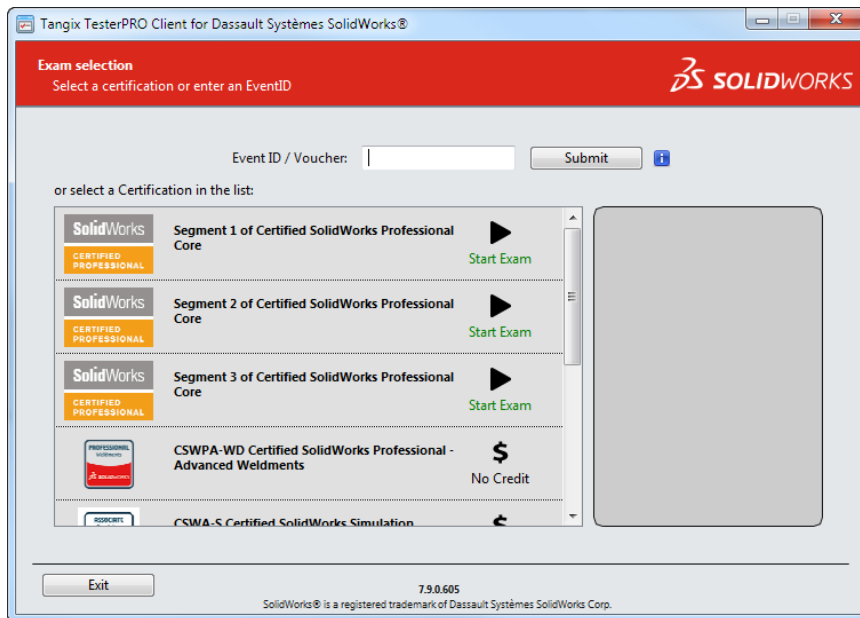 Tangix TesterPRO Client for Dassault Systèmes SolidWorks®
Exam selection
Select a certification or enter an EventID
SOLIDWORKS
Event ID / Voucher:
Submit
or select a Certification in the list:
SolidWorks
CERTIFIED
PROFESSIONAL
Segment 1 of Certified SolidWorks Professional
Core
Start Exam
SolidWorks
CERTIFIED
PROFESSIONAL
Segment 2 of Certified SolidWorks Professional
Core
Start Exam
SolidWorks
CERTIFIED
PROFESSIONAL
Segment 3 of Certified SolidWorks Professional
Core
Start Exam
PROFESSIONAL
Weldments
SOLIDWORKS
CSWPA-WD Certified SolidWorks Professional -
Advanced Weldments
$
No Credit
ASSOCIATE
CSWA-S Certified SolidWorks Simulation
$
Exit
7.9.0.605
SolidWorks® is a registered trademark of Dassault Systèmes SolidWorks Corp.